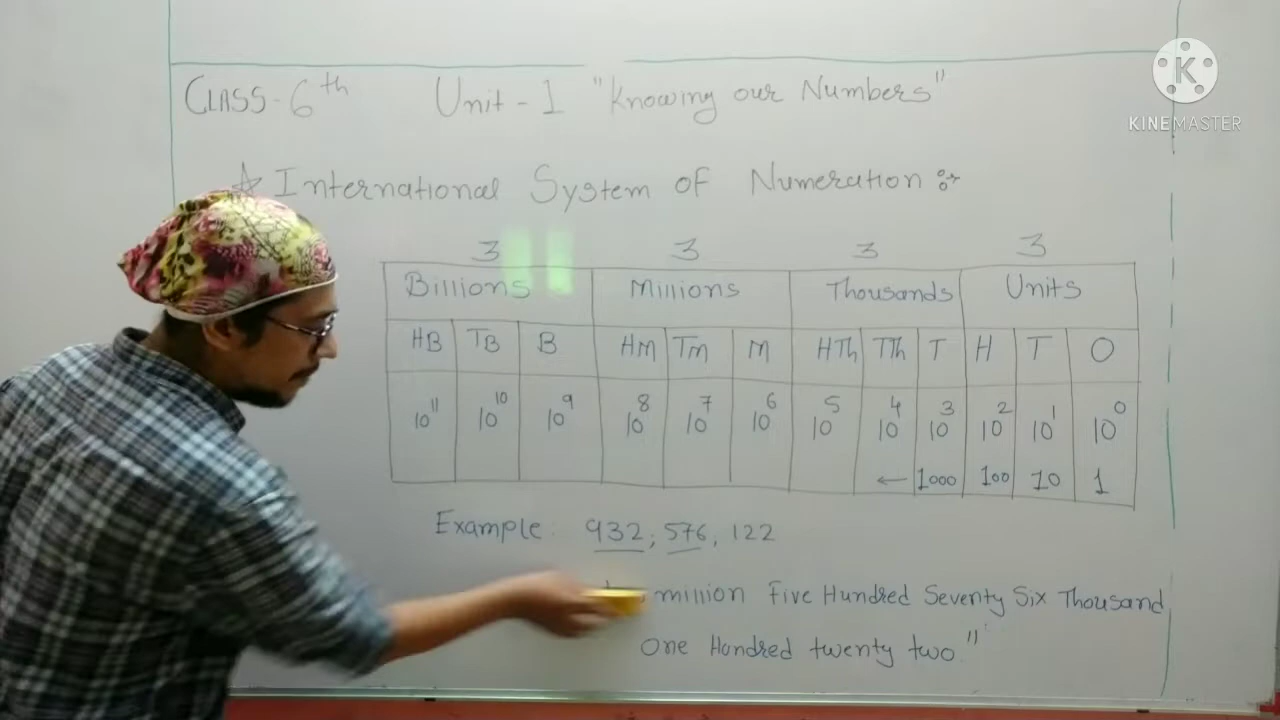 CLASS-6th Unit-1 "Knowing our Numbers"
KINEMASTER
☆ International System of Numeration :-
3 3 3 3
Billions Millions Thousands Units
HB TB B HM TM M HTh TTh T H T O
10¹¹ 10¹⁰ 10⁹ 10⁸ 10⁷ 10⁶ 10⁵ 10⁴ 10³ 10² 10¹ 10⁰
← 1000 100 10 1
Example: 932, 576, 122
million Five Hundred Seventy Six Thousand
One Hundred twenty two"